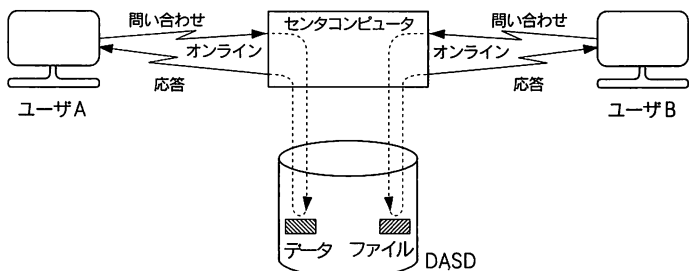 問い合わせ
センタコンピュータ
問い合わせ
オンライン
オンライン
応答
応答
ユーザA
ユーザB
データ ファイル
DASD